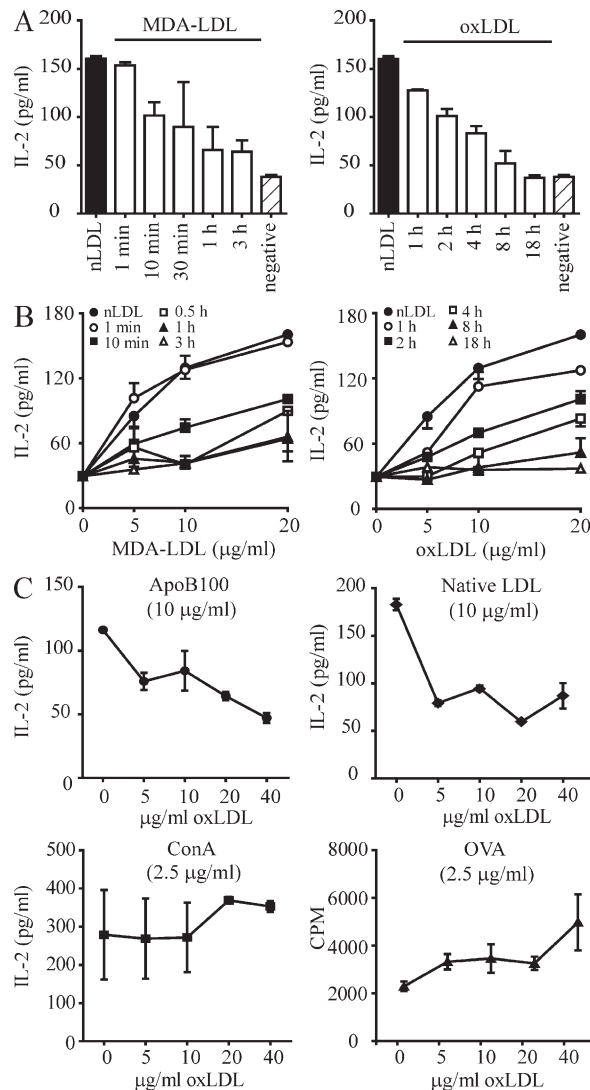 A
MDA-LDL
IL-2 (pg/ml)
200
150
100
50
0
nLDL
1 min
10 min
30 min
1 h
3 h
negative
oxLDL
IL-2 (pg/ml)
200
150
100
50
0
nLDL
1 h
2 h
4 h
8 h
18 h
negative
B
nLDL
1 min
10 min
0.5 h
1 h
3 h
IL-2 (pg/ml)
180
120
60
0
0 5 10 20
MDA-LDL (μg/ml)
nLDL
1 h
2 h
4 h
8 h
18 h
IL-2 (pg/ml)
180
120
60
0
0 5 10 20
oxLDL (μg/ml)
C
ApoB100
(10 μg/ml)
IL-2 (pg/ml)
150
100
50
0
0 5 10 20 40
μg/ml oxLDL
Native LDL
(10 μg/ml)
IL-2 (pg/ml)
200
150
100
50
0
0 5 10 20 40
μg/ml oxLDL
ConA
(2.5 μg/ml)
IL-2 (pg/ml)
500
400
300
200
100
0
0 5 10 20 40
μg/ml oxLDL
OVA
(2.5 μg/ml)
CPM
8000
6000
4000
2000
0
0 5 10 20 40
μg/ml oxLDL